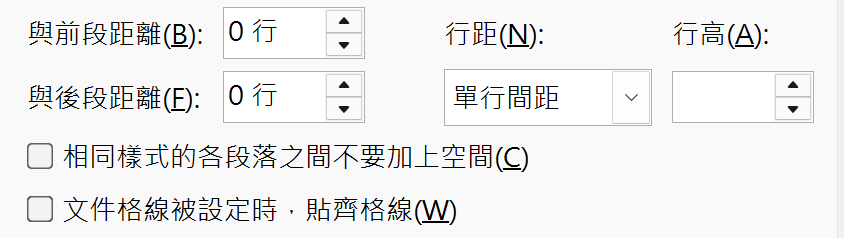 與前段距離(B): 0 行 行距(N): 行高(A):
與後段距離(F): 0 行 單行間距
相同樣式的各段落之間不要加上空間(C)
文件格線被設定時，貼齊格線(W)